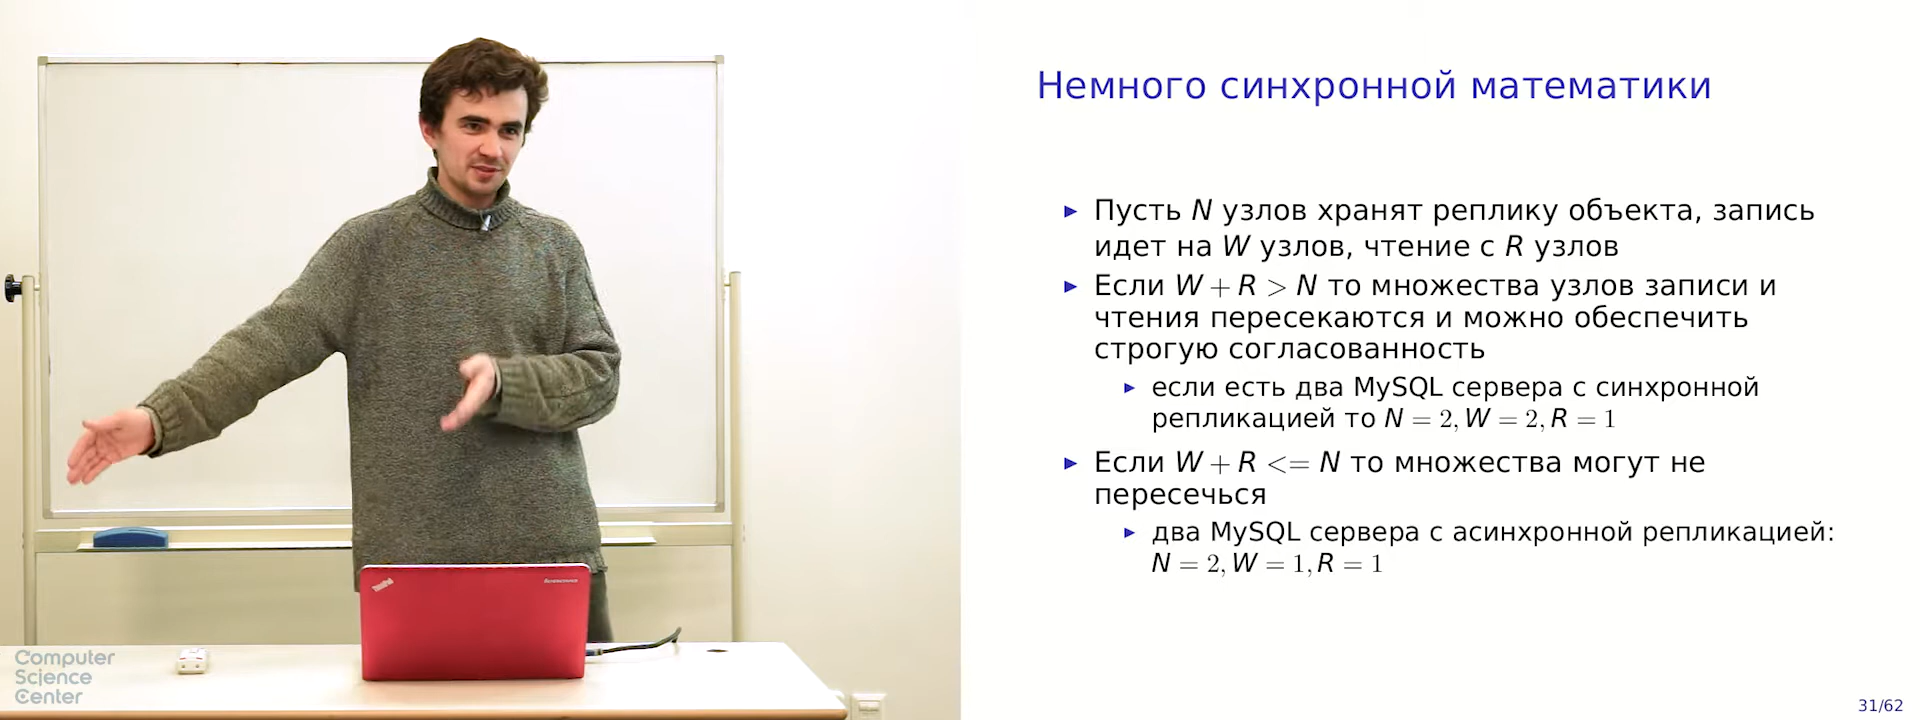 Немного синхронной математики
▶ Пусть N узлов хранят реплику объекта, запись
идет на W узлов, чтение с R узлов
▶ Если W + R > N то множества узлов записи и
чтения пересекаются и можно обеспечить
строгую согласованность
▶ если есть два MySQL сервера с синхронной
репликацией то N = 2, W = 2, R = 1
▶ Если W + R <= N то множества могут не
пересечься
▶ два MySQL сервера с асинхронной репликацией:
N = 2, W = 1, R = 1
31/62
Computer
Science
Center
lenovo